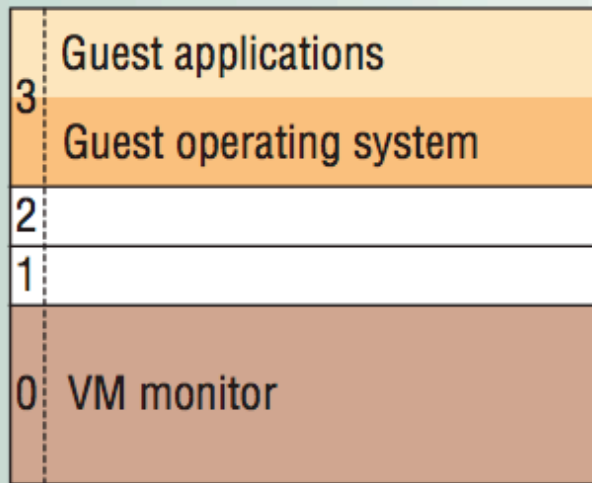 Guest applications
3
Guest operating system
2
1
0 VM monitor